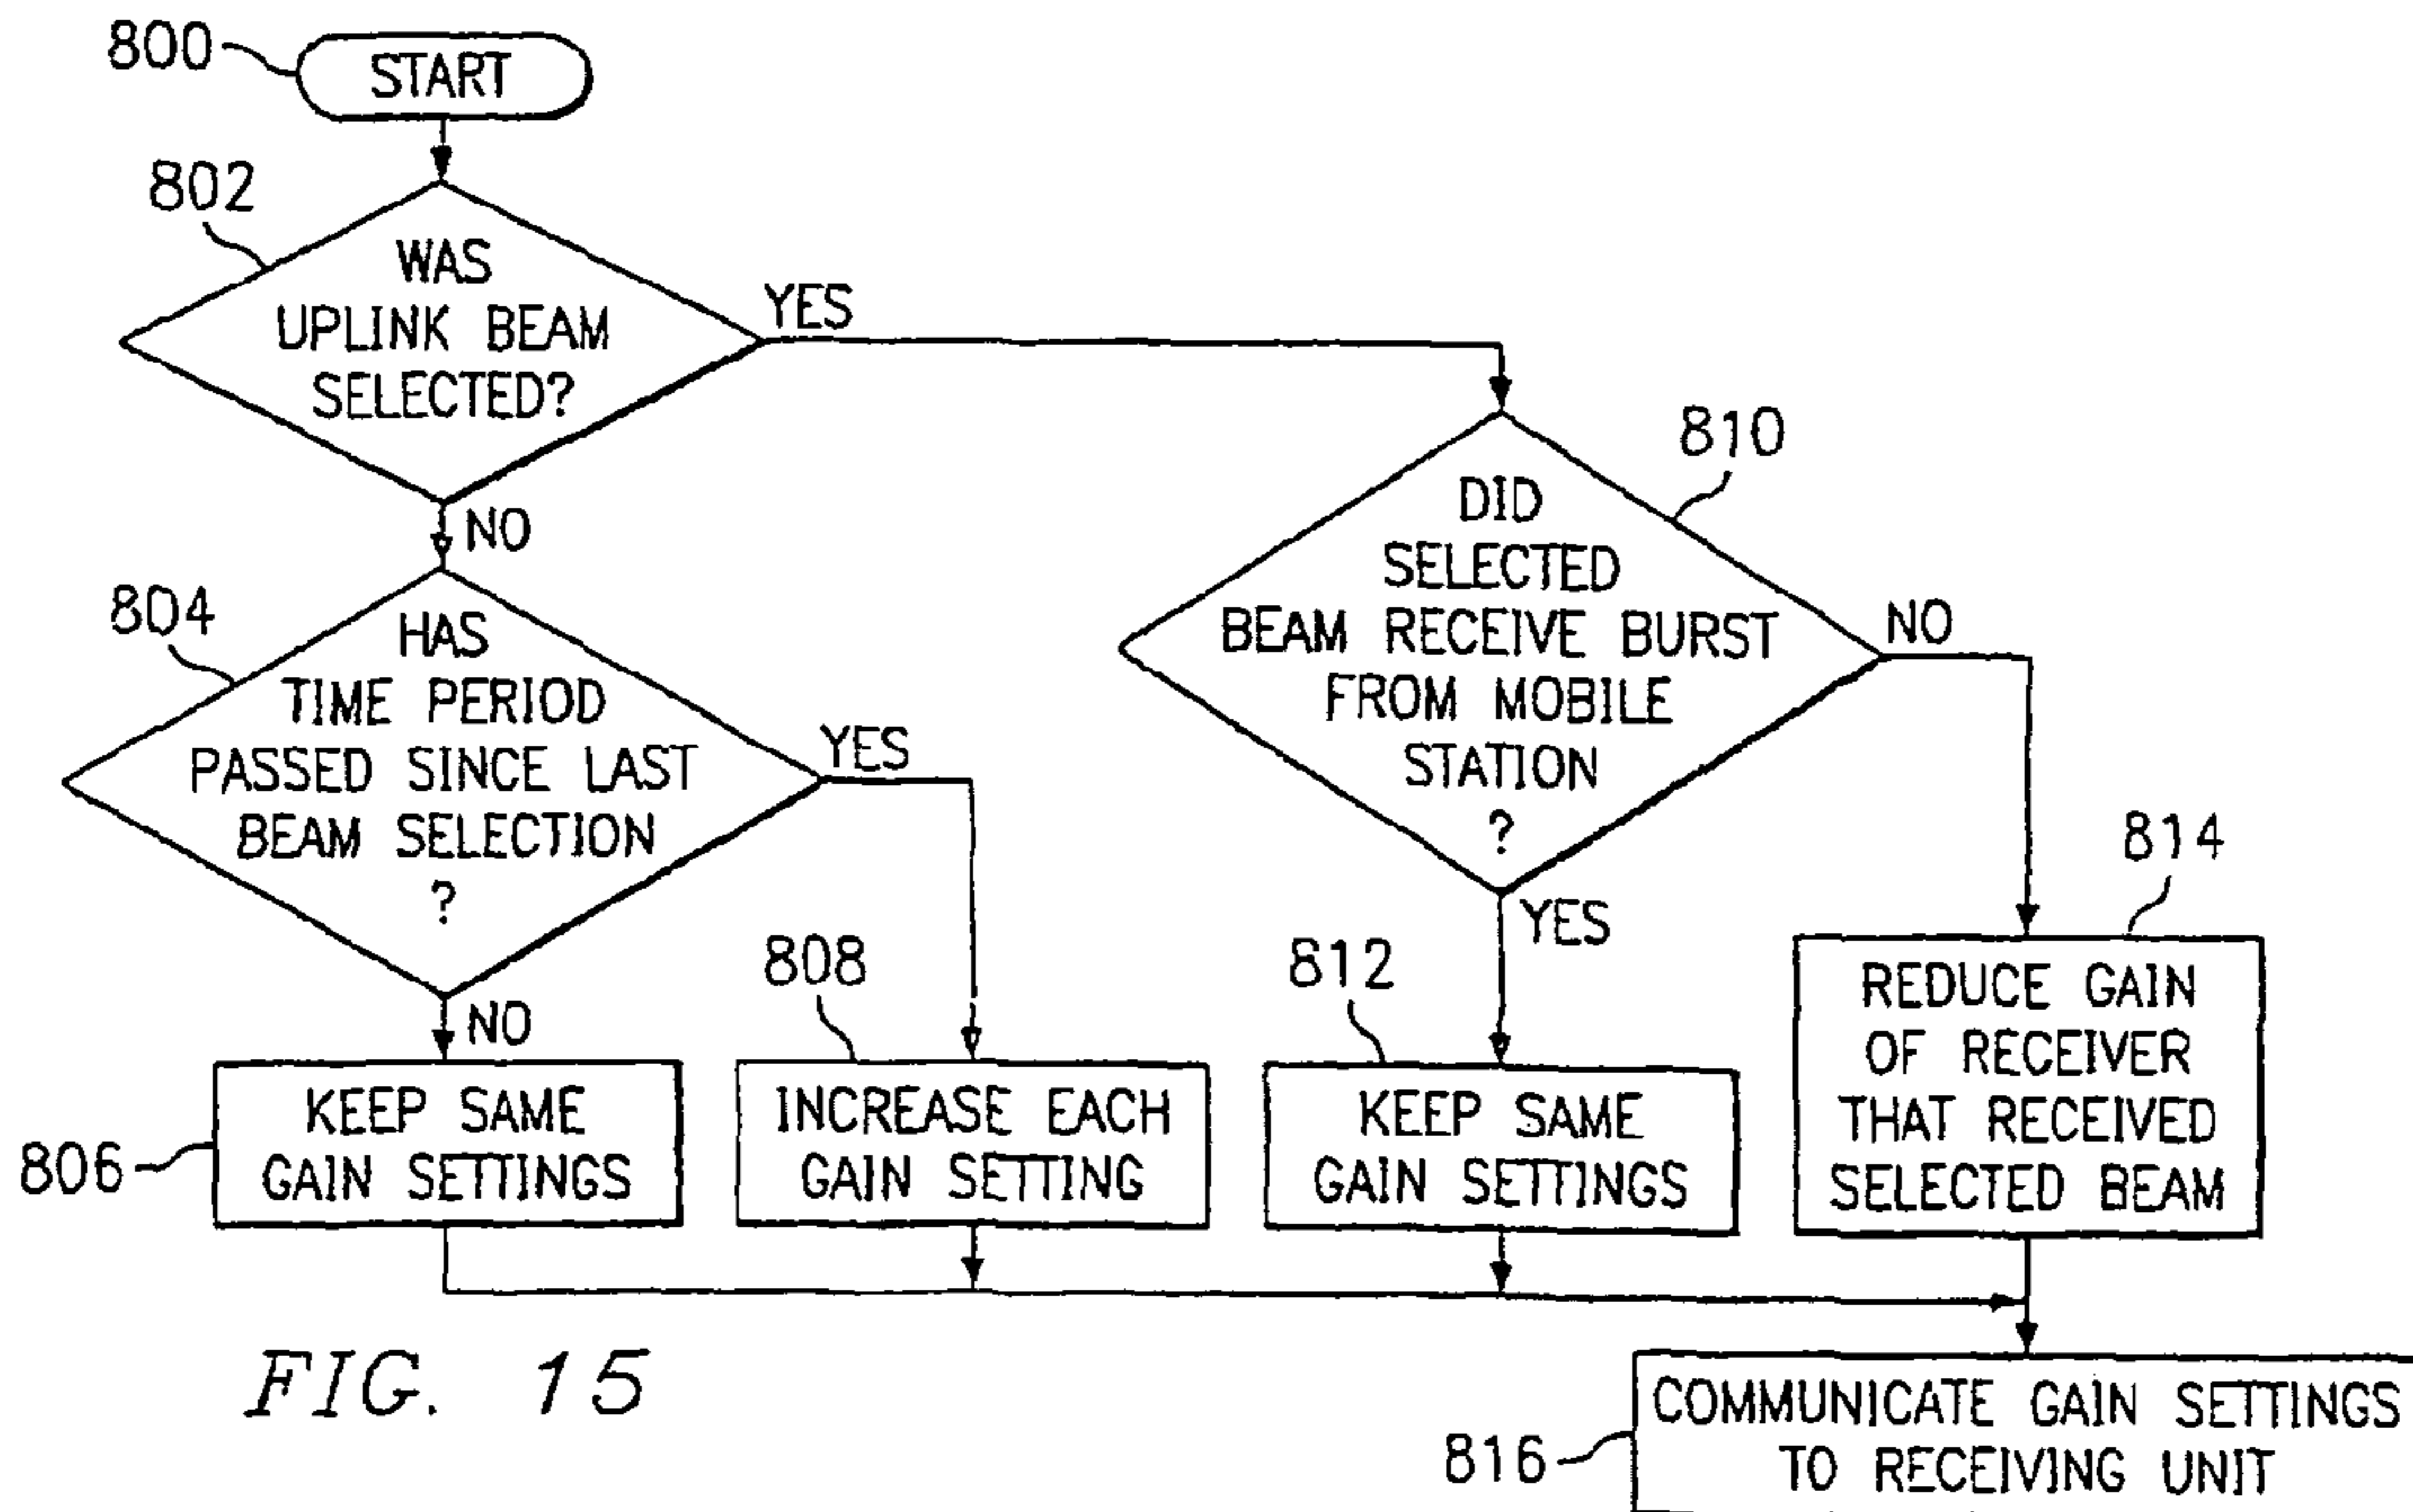 800
START
802
WAS
UPLINK BEAM
SELECTED?
YES
NO
804
HAS
TIME PERIOD
PASSED SINCE LAST
BEAM SELECTION
?
YES
NO
806
KEEP SAME
GAIN SETTINGS
808
INCREASE EACH
GAIN SETTING
810
DID
SELECTED
BEAM RECEIVE BURST
FROM MOBILE
STATION
?
NO
YES
812
KEEP SAME
GAIN SETTINGS
814
REDUCE GAIN
OF RECEIVER
THAT RECEIVED
SELECTED BEAM
816
COMMUNICATE GAIN SETTINGS
TO RECEIVING UNIT
FIG. 15